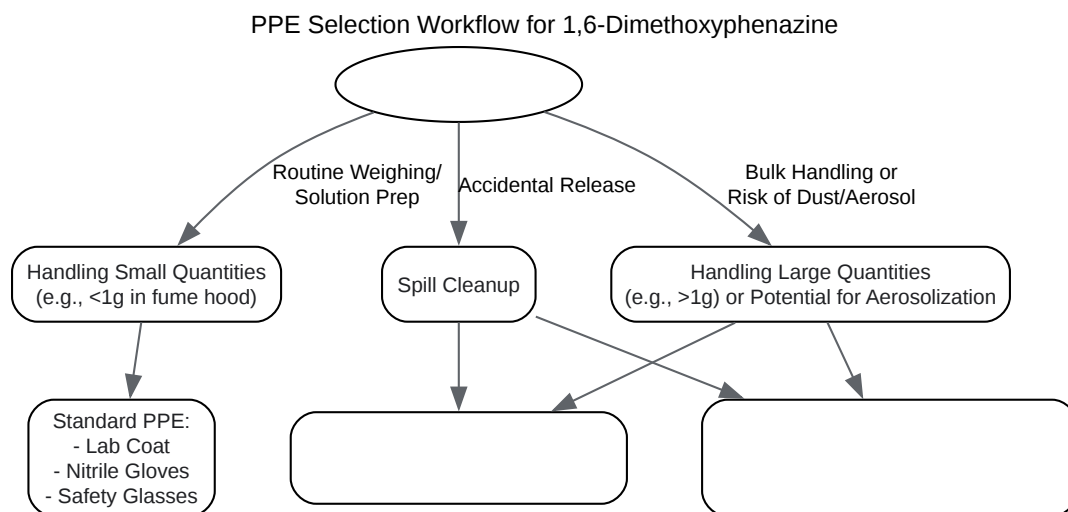 PPE Selection Workflow for 1,6-Dimethoxyphenazine
Routine Weighing/
Solution Prep
Accidental Release
Bulk Handling or
Risk of Dust/Aerosol
Handling Small Quantities
(e.g., <1g in fume hood)
Spill Cleanup
Handling Large Quantities
(e.g., >1g) or Potential for Aerosolization
Standard PPE:
- Lab Coat
- Nitrile Gloves
- Safety Glasses